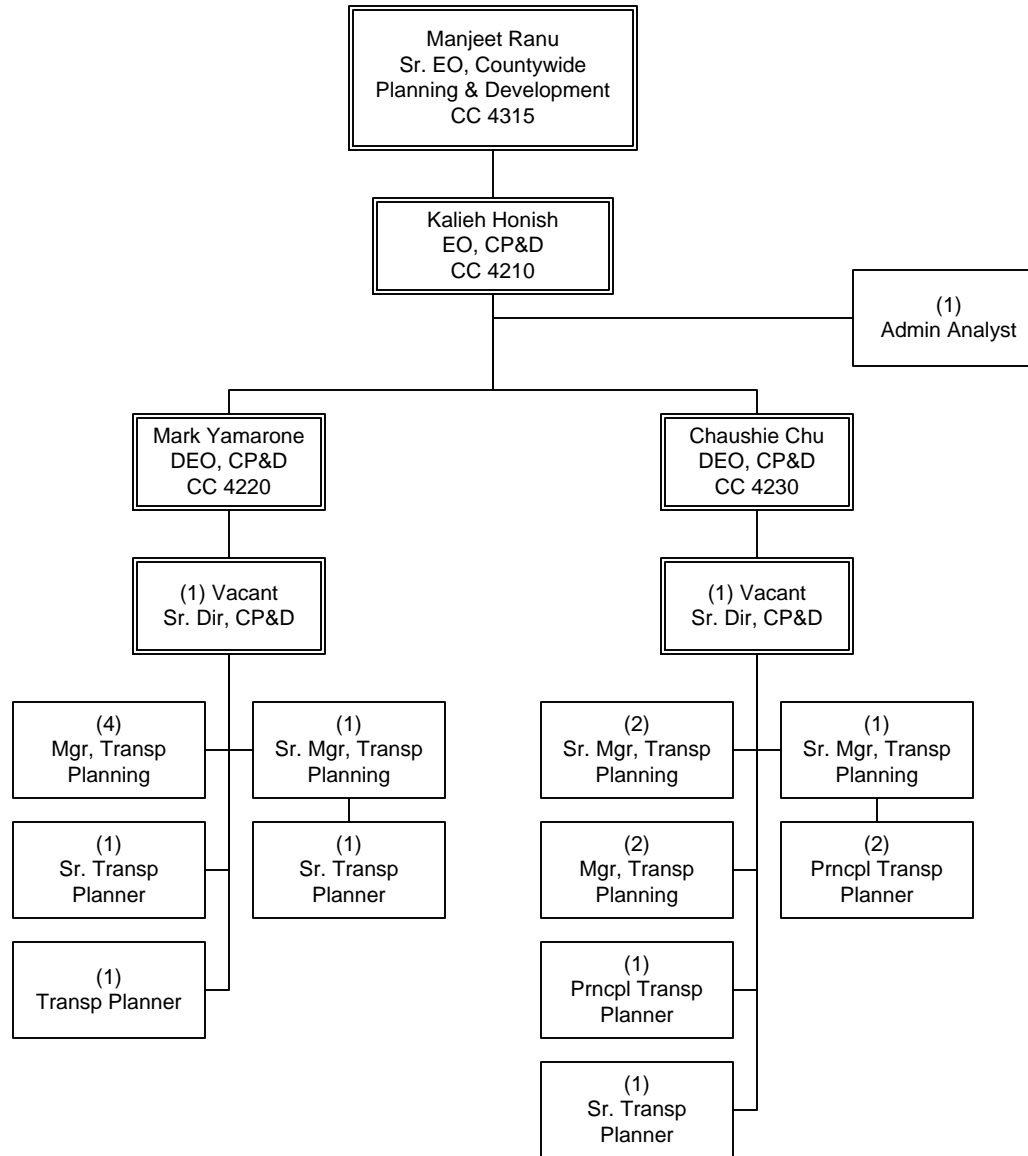 Manjeet Ranu
Sr. EO, Countywide
Planning & Development
CC 4315
Kalieh Honish
EO, CP&D
CC 4210
(1)
Admin Analyst
Mark Yamarone
DEO, CP&D
CC 4220
Chaushie Chu
DEO, CP&D
CC 4230
(1) Vacant
Sr. Dir, CP&D
(1) Vacant
Sr. Dir, CP&D
(4)
Mgr, Transp
Planning
(1)
Sr. Mgr, Transp
Planning
(2)
Sr. Mgr, Transp
Planning
(1)
Sr. Mgr, Transp
Planning
(1)
Sr. Transp
Planner
(1)
Sr. Transp
Planner
(2)
Mgr, Transp
Planning
(2)
Prncpl Transp
Planner
(1)
Transp Planner
(1)
Prncpl Transp
Planner
(1)
Sr. Transp
Planner